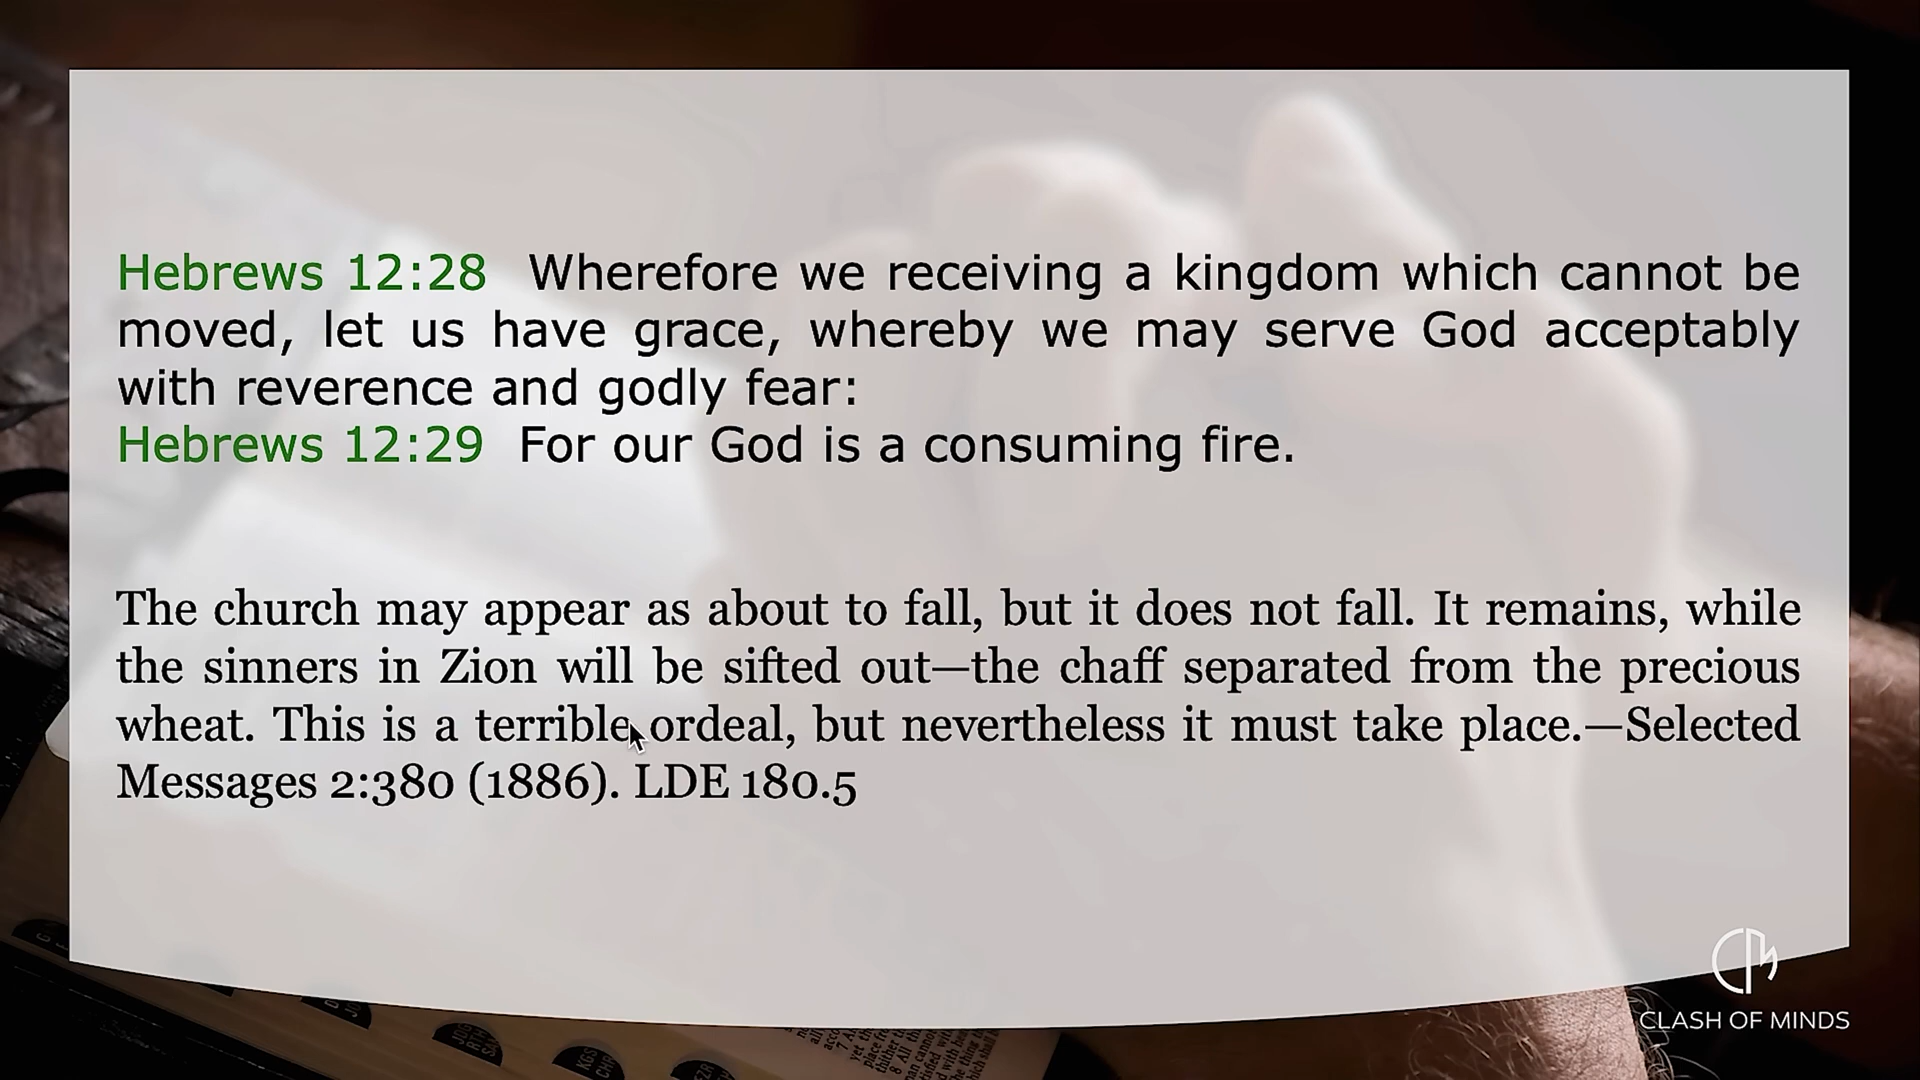 Hebrews 12:28  Wherefore we receiving a kingdom which cannot be
moved, let us have grace, whereby we may serve God acceptably
with reverence and godly fear:
Hebrews 12:29  For our God is a consuming fire.
The church may appear as about to fall, but it does not fall. It remains, while
the sinners in Zion will be sifted out—the chaff separated from the precious
wheat. This is a terrible ordeal, but nevertheless it must take place.—Selected
Messages 2:380 (1886). LDE 180.5
CLASH OF MINDS